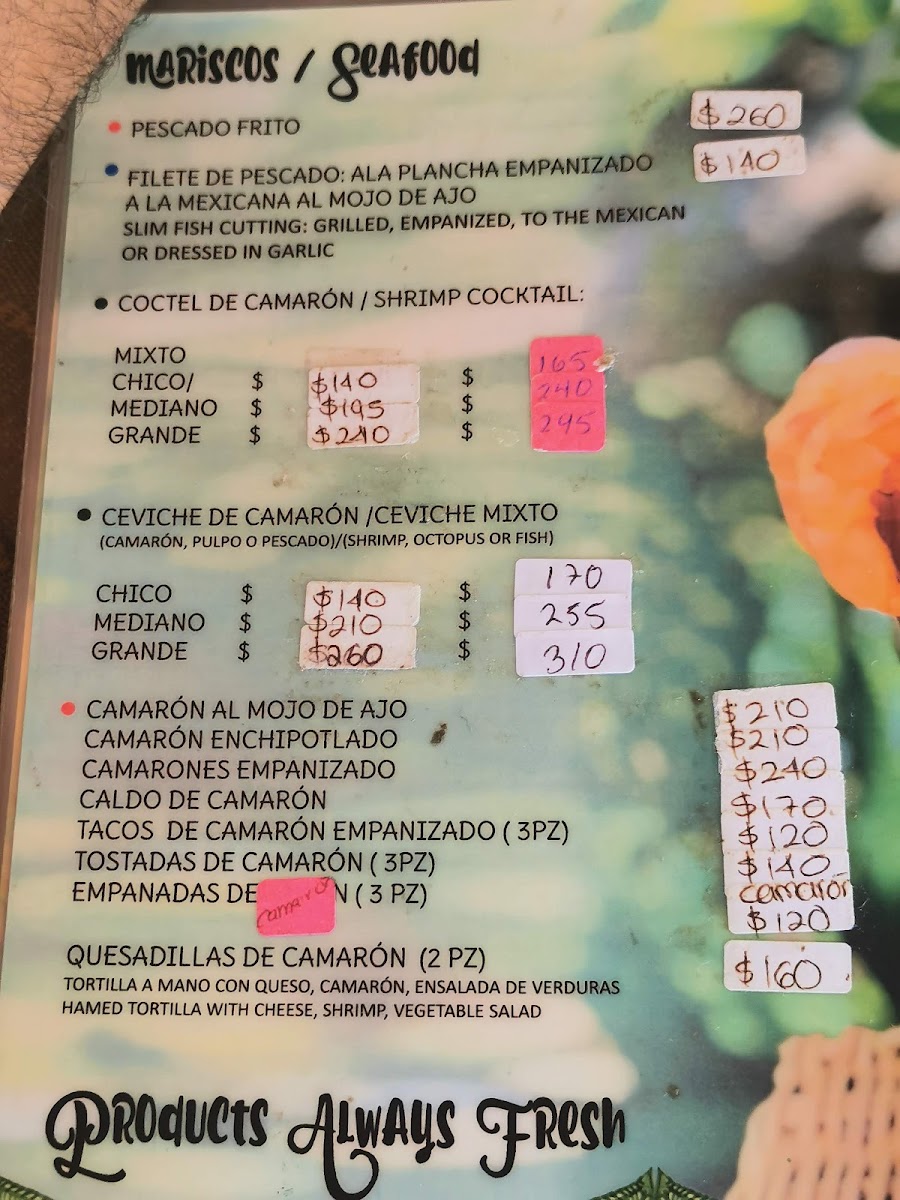 MARISCOS / SEAFOOD
• PESCADO FRITO $260
• FILETE DE PESCADO: ALA PLANCHA EMPANIZADO $140
A LA MEXICANA AL MOJO DE AJO
SLIM FISH CUTTING: GRILLED, EMPANIZED, TO THE MEXICAN
OR DRESSED IN GARLIC
• COCTEL DE CAMARÓN / SHRIMP COCKTAIL:
MIXTO
CHICO/ $ $140 $ 165
MEDIANO $ $195 $ 240
GRANDE $ $240 $ 295
• CEVICHE DE CAMARÓN /CEVICHE MIXTO
(CAMARÓN, PULPO O PESCADO)/(SHRIMP, OCTOPUS OR FISH)
CHICO $ $140 $ 170
MEDIANO $ $210 $ 255
GRANDE $ $260 $ 310
• CAMARÓN AL MOJO DE AJO $210
CAMARÓN ENCHIPOTLADO $210
CAMARONES EMPANIZADO $240
CALDO DE CAMARÓN $170
TACOS DE CAMARÓN EMPANIZADO ( 3PZ) $120
TOSTADAS DE CAMARÓN ( 3PZ) $140
EMPANADAS DE camarón N ( 3 PZ) camarón
$120
QUESADILLAS DE CAMARÓN (2 PZ) $160
TORTILLA A MANO CON QUESO, CAMARÓN, ENSALADA DE VERDURAS
HAMED TORTILLA WITH CHEESE, SHRIMP, VEGETABLE SALAD
PRODUCTS ALWAYS FRESH